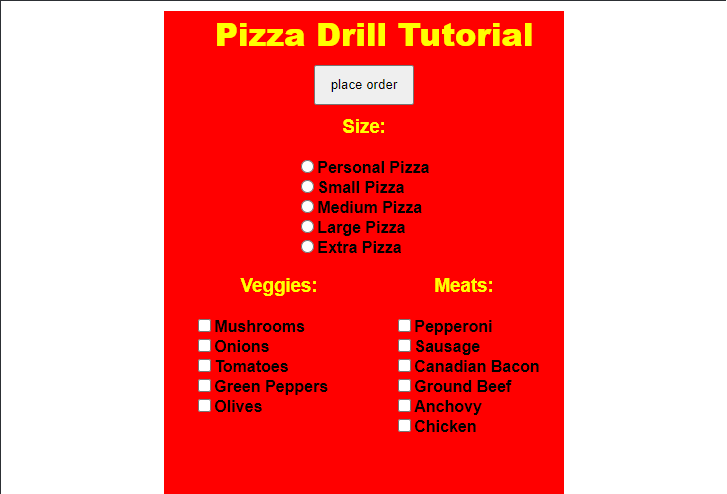 Pizza Drill Tutorial
place order
Size:
Personal Pizza
Small Pizza
Medium Pizza
Large Pizza
Extra Pizza
Veggies:
Mushrooms
Onions
Tomatoes
Green Peppers
Olives
Meats:
Pepperoni
Sausage
Canadian Bacon
Ground Beef
Anchovy
Chicken